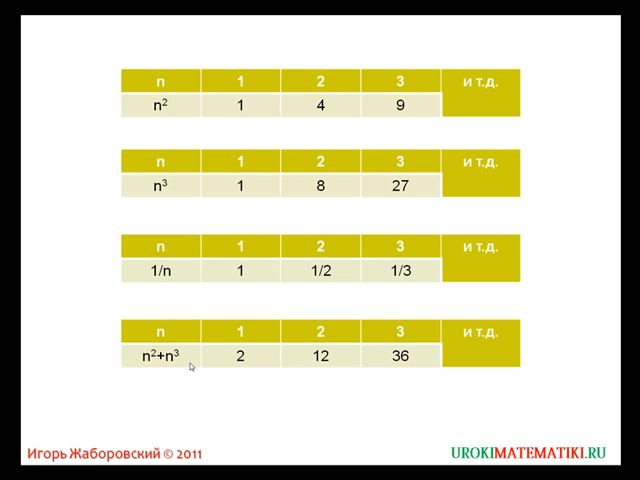 n 1 2 3 и т.д.
n² 1 4 9
n 1 2 3 и т.д.
n³ 1 8 27
n 1 2 3 и т.д.
1/n 1 1/2 1/3
n 1 2 3 и т.д.
n²+n³ 2 12 36
Игорь Жаборовский © 2011 UROKIMATEMATIKI.RU